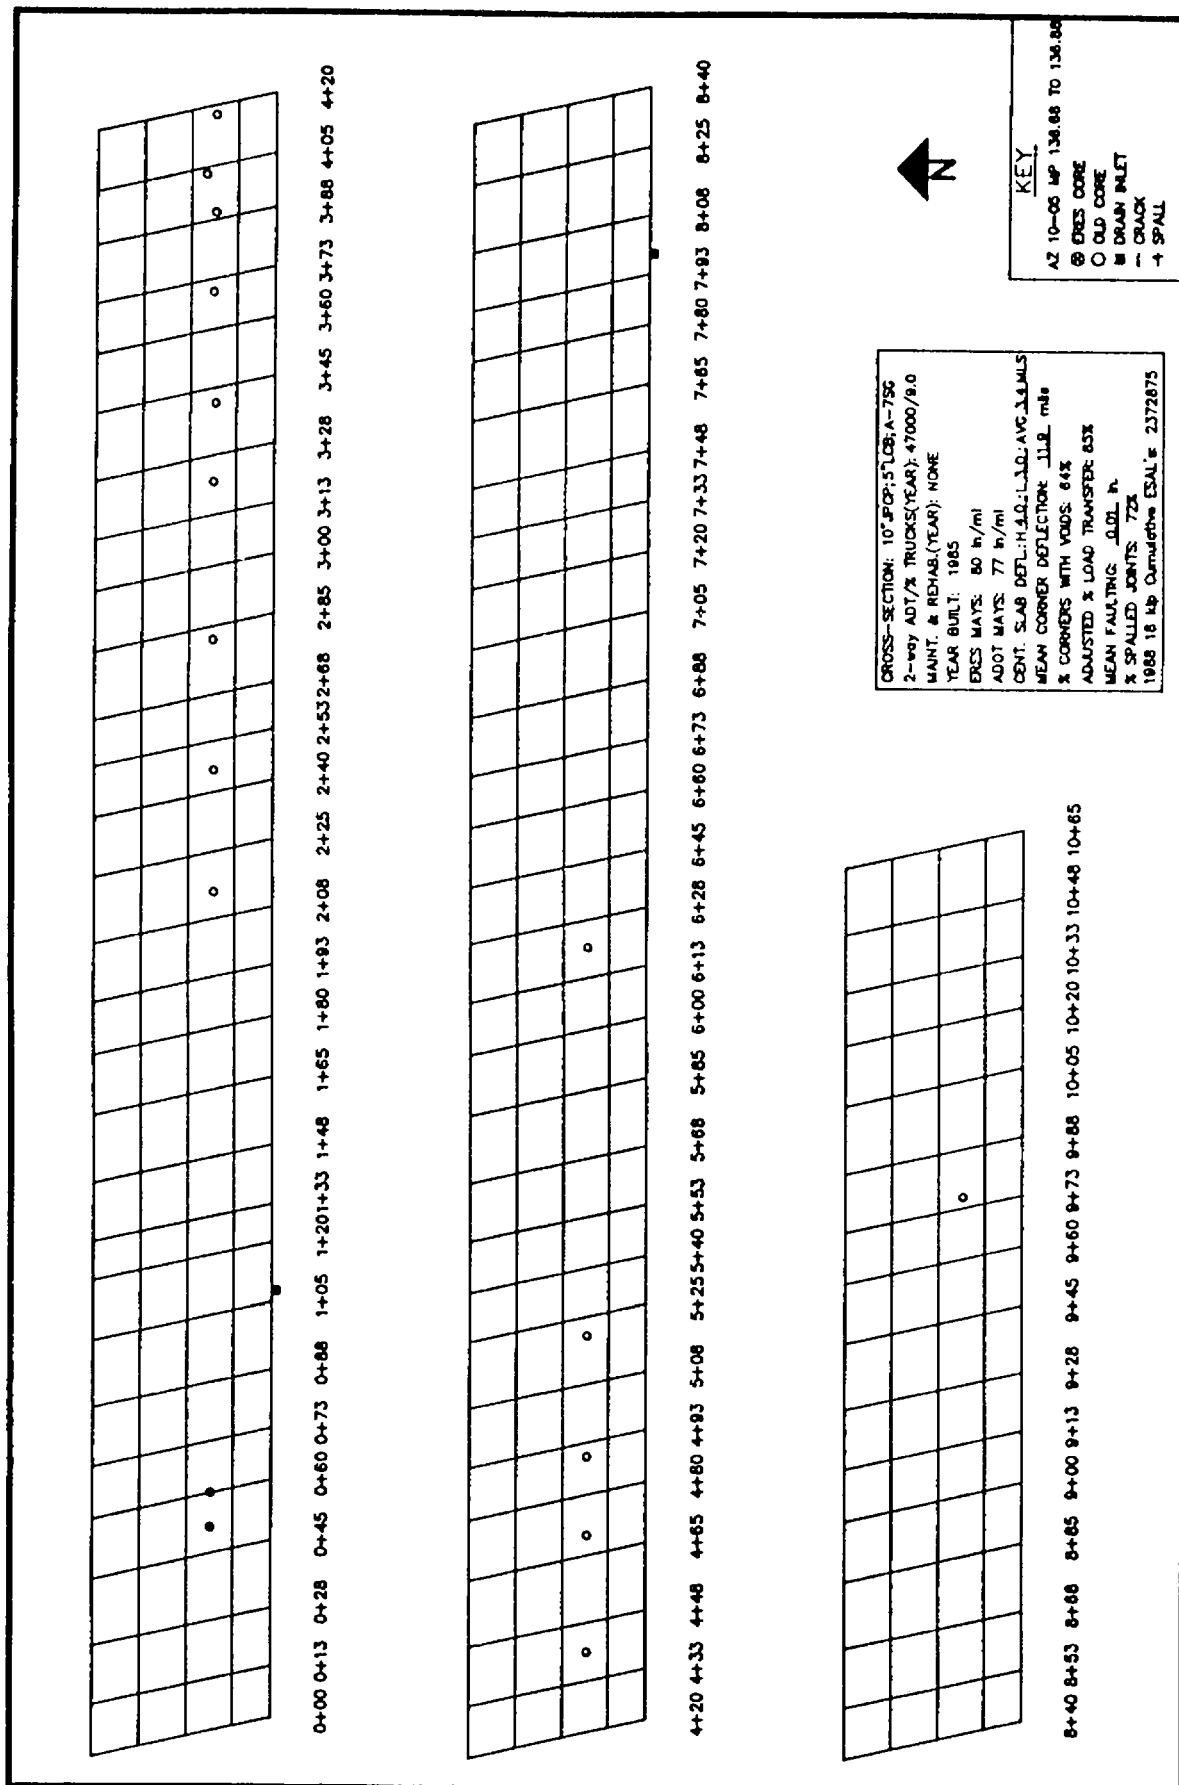 0+00 0+13 0+28 0+45 0+60 0+73 0+88 1+05 1+20 1+33 1+48 1+65 1+80 1+93 2+08 2+25 2+40 2+53 2+68 2+85 3+00 3+13 3+28 3+45 3+60 3+73 3+88 4+05 4+20
4+20 4+33 4+48 4+65 4+80 4+93 5+08 5+25 5+40 5+53 5+68 5+85 6+00 6+13 6+28 6+45 6+60 6+73 6+88 7+05 7+20 7+33 7+48 7+65 7+80 7+93 8+08 8+25 8+40
8+40 8+53 8+68 8+85 9+00 9+13 9+28 9+45 9+60 9+73 9+88 10+05 10+20 10+33 10+48 10+65
CROSS-SECTION: 10" JPCP; 5" LCB; A-7SG
2-way ADT/% TRUCKS(YEAR): 47000/9.0
MAINT. & REHAB.(YEAR): NONE
YEAR BUILT: 1985
ERES MAYS: 80 in/mi
ADOT MAYS: 77 in/mi
CENT. SLAB DEFL.: H 4.0 ; L 3.0 ; AVG 3.4 MLS
MEAN CORNER DEFLECTION: 11.9 mils
% CORNERS WITH VOIDS: 64%
ADJUSTED % LOAD TRANSFER: 83%
MEAN FAULTING: 0.01 in.
% SPALLED JOINTS: 72%
1988 18 kip Cumulative ESAL's: 2372875
N
KEY
AZ 10-05 MP 138.68 TO 138.88
ERES CORE
OLD CORE
DRAIN INLET
CRACK
SPALL